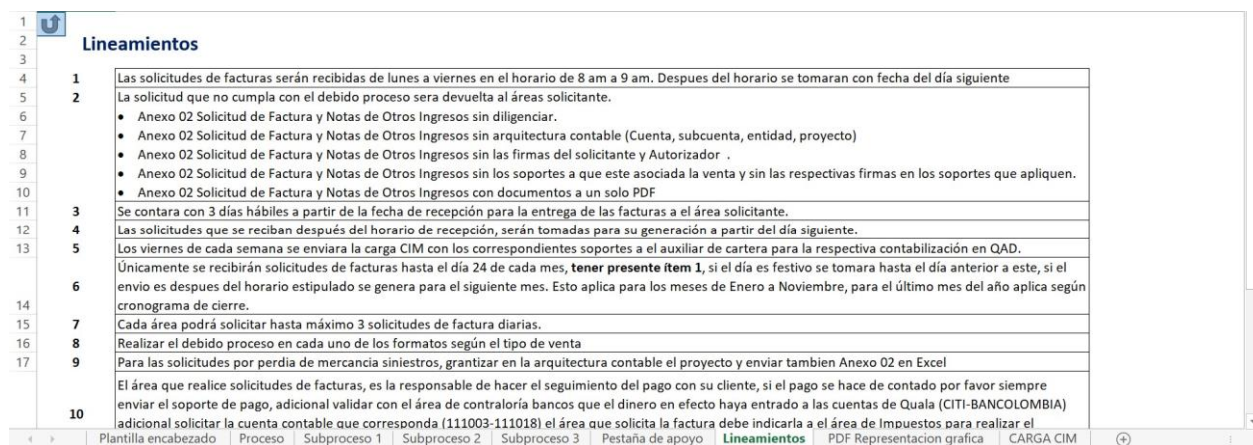 1
2
Lineamientos
3
4 1 Las solicitudes de facturas serán recibidas de lunes a viernes en el horario de 8 am a 9 am. Despues del horario se tomaran con fecha del día siguiente
5 2 La solicitud que no cumpla con el debido proceso sera devuelta al áreas solicitante.
6 • Anexo 02 Solicitud de Factura y Notas de Otros Ingresos sin diligenciar.
7 • Anexo 02 Solicitud de Factura y Notas de Otros Ingresos sin arquitectura contable (Cuenta, subcuenta, entidad, proyecto)
8 • Anexo 02 Solicitud de Factura y Notas de Otros Ingresos sin las firmas del solicitante y Autorizador .
9 • Anexo 02 Solicitud de Factura y Notas de Otros Ingresos sin los soportes a que este asociada la venta y sin las respectivas firmas en los soportes que apliquen.
10 • Anexo 02 Solicitud de Factura y Notas de Otros Ingresos con documentos a un solo PDF
11 3 Se contara con 3 días hábiles a partir de la fecha de recepción para la entrega de las facturas a el área solicitante.
12 4 Las solicitudes que se reciban después del horario de recepción, serán tomadas para su generación a partir del día siguiente.
13 5 Los viernes de cada semana se enviara la carga CIM con los correspondientes soportes a el auxiliar de cartera para la respectiva contabilización en QAD.
Únicamente se recibirán solicitudes de facturas hasta el día 24 de cada mes, tener presente ítem 1, si el día es festivo se tomara hasta el día anterior a este, si el
6 envio es despues del horario estipulado se genera para el siguiente mes. Esto aplica para los meses de Enero a Noviembre, para el último mes del año aplica según
14 cronograma de cierre.
15 7 Cada área podrá solicitar hasta máximo 3 solicitudes de factura diarias.
16 8 Realizar el debido proceso en cada uno de los formatos según el tipo de venta
17 9 Para las solicitudes por perdia de mercancia siniestros, grantizar en la arquitectura contable el proyecto y enviar tambien Anexo 02 en Excel
El área que realice solicitudes de facturas, es la responsable de hacer el seguimiento del pago con su cliente, si el pago se hace de contado por favor siempre
10 enviar el soporte de pago, adicional validar con el área de contraloría bancos que el dinero en efecto haya entrado a las cuentas de Quala (CITI-BANCOLOMBIA)
adicional solicitar la cuenta contable que corresponda (111003-111018) el área que solicita la factura debe indicarla a el área de Impuestos para realizar el
Plantilla encabezado Proceso Subproceso 1 Subproceso 2 Subproceso 3 Pestaña de apoyo Lineamientos PDF Representacion grafica CARGA CIM